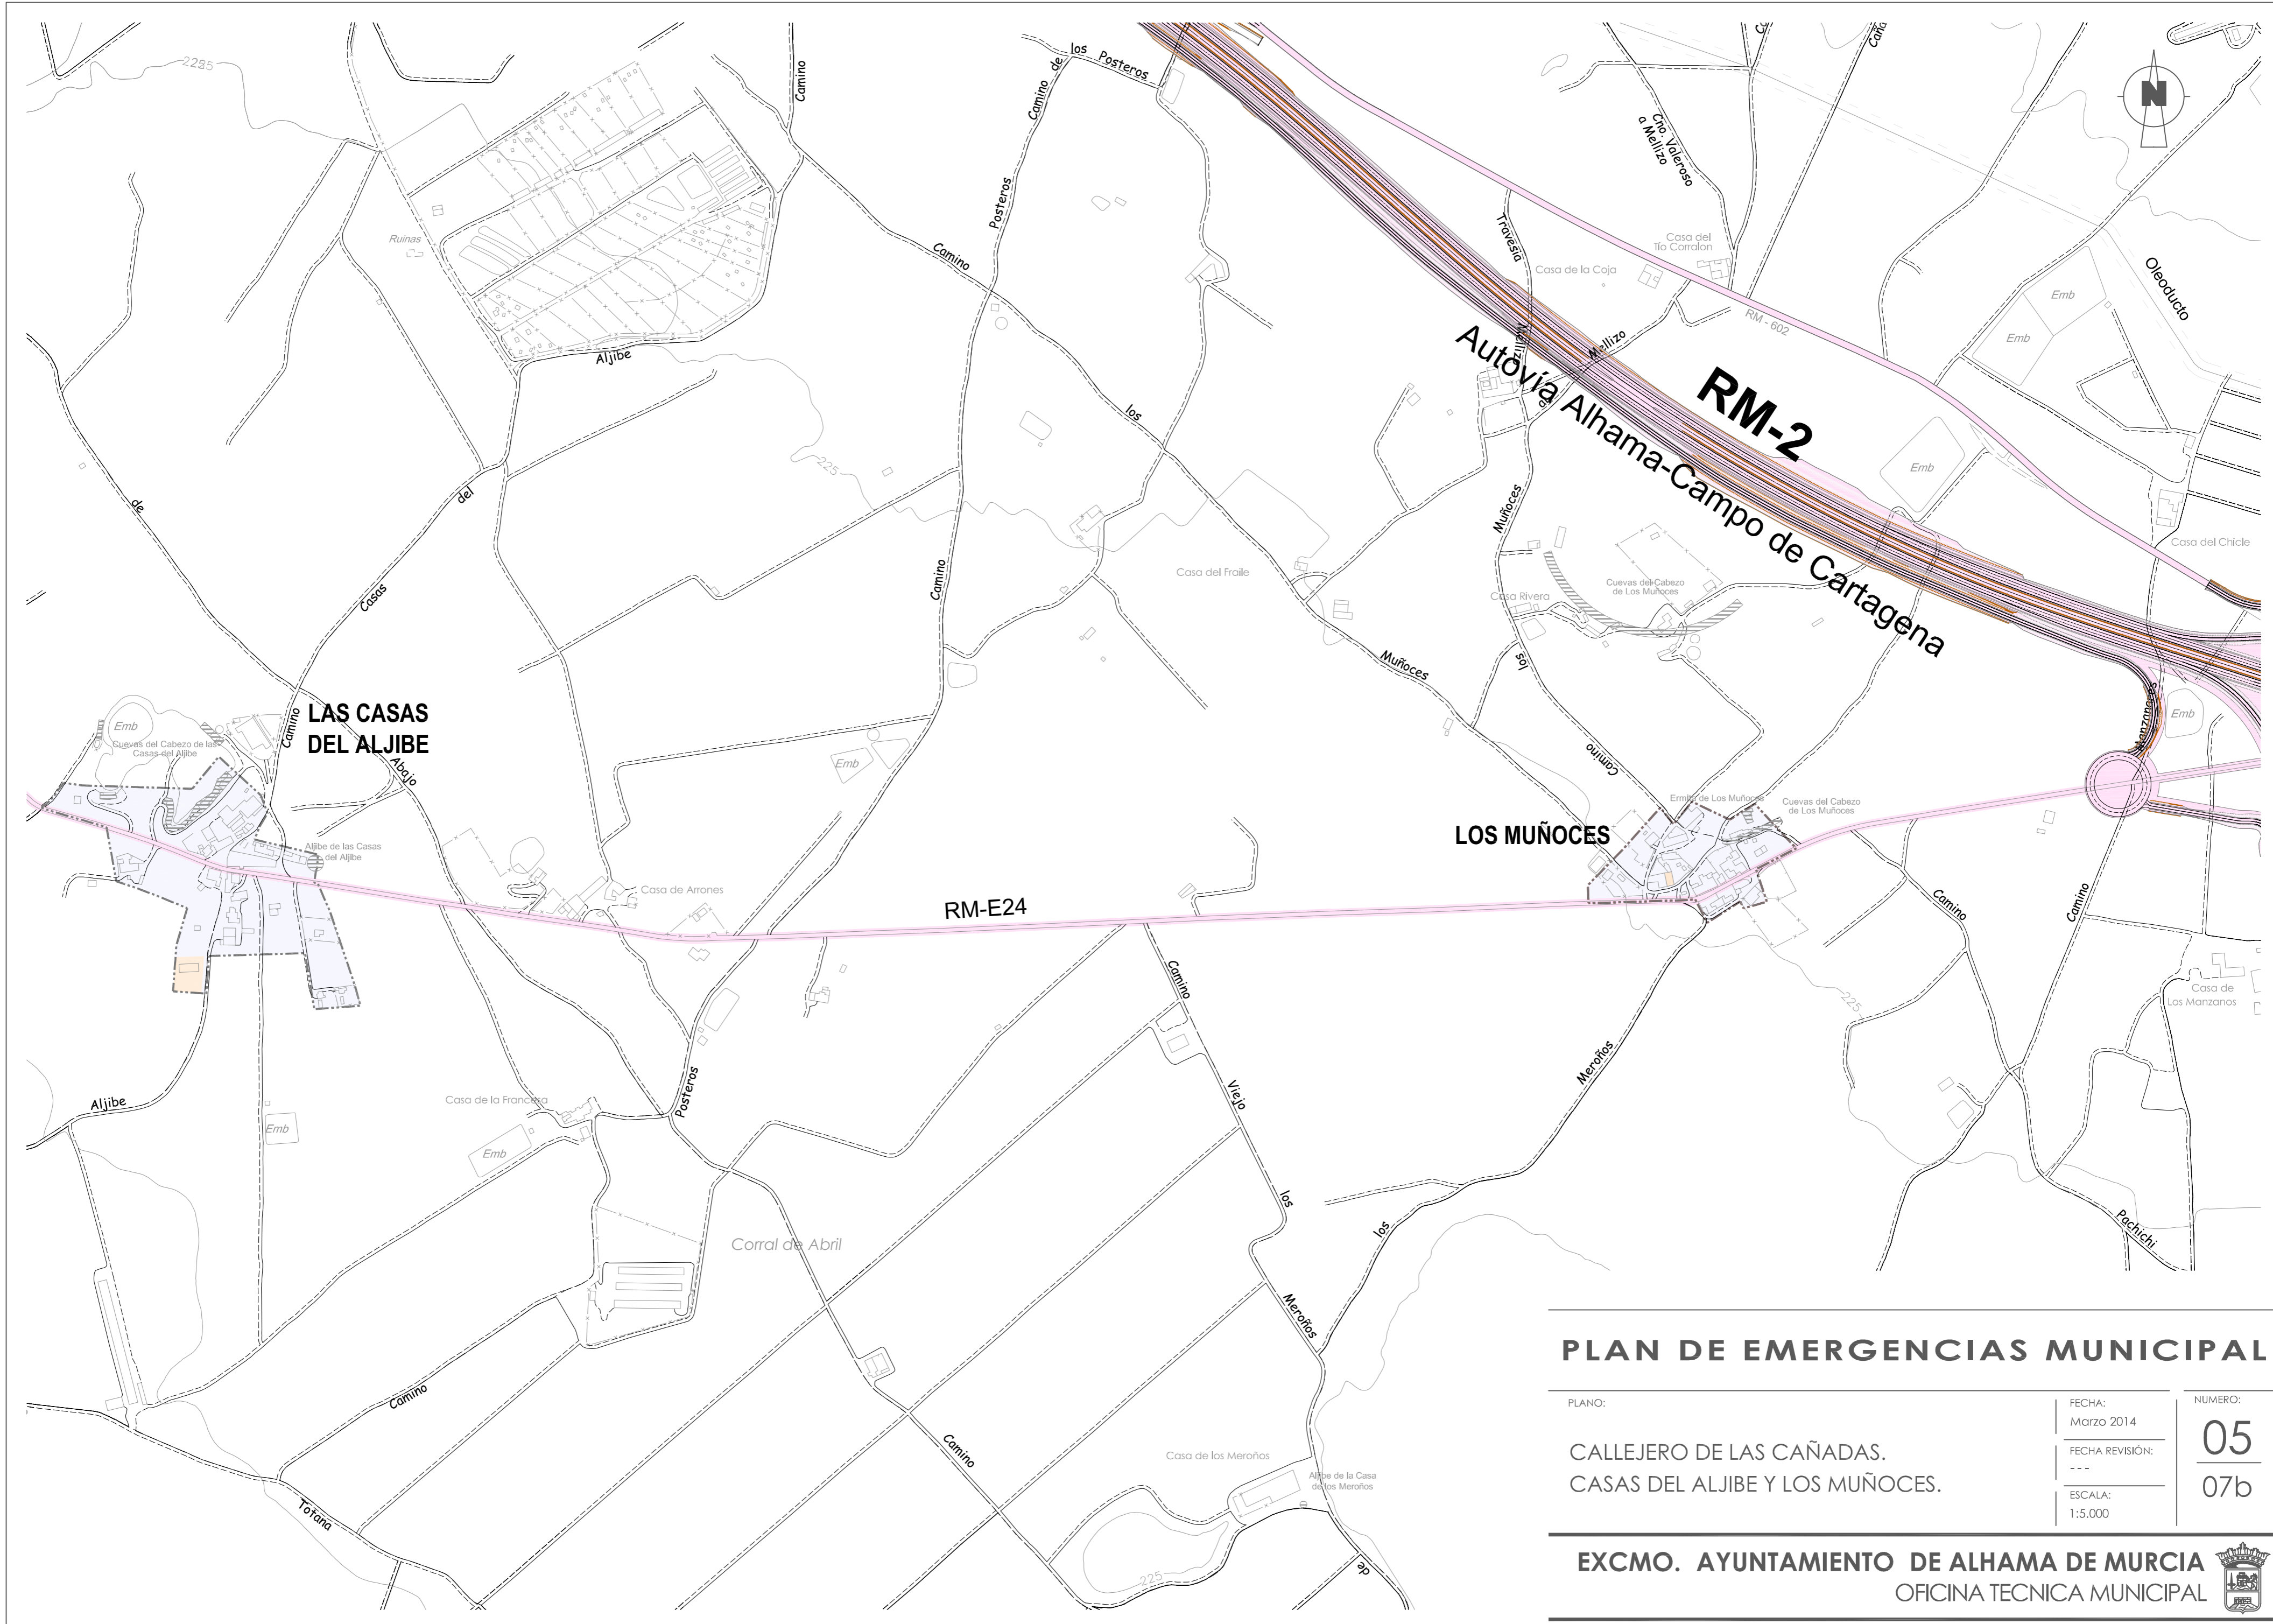 2235
Camino
los
Posteros
de
Camino
Posteros
Cno. Valeroso
a Mellizo
Ruinas
Camino
Travesía
Casa del
Tío Corralon
Casa de la Coja
Oleoducto
Emb
Emb
RM - 602
Mellizo
Mellizo
Aljibe
RM-2
Autovía Alhama-Campo de Cartagena
los
225
Emb
de
del
Muñoces
Casa del Chicle
Casas
Camino
Casa del Fraile
Cuevas del Cabezo
de Los Muñoces
Casa Rivera
los
Muñoces
Manzanoces
Emb
LAS CASAS
DEL ALJIBE
Camino
Emb
Cuevas del Cabezo de las
Casas del Aljibe
Abajo
Emb
Camino
Ermita de Los Muñoces
Cuevas del Cabezo
de Los Muñoces
LOS MUÑOCES
Aljibe de las Casas
del Aljibe
Casa de Arrones
RM-E24
Camino
Camino
Camino
Casa de
Los Manzanos
225
Meroños
Viejo
Posteros
Casa de la Francesa
Aljibe
Emb
Emb
los
los
Pachichi
Corral de Abril
Meroños
Camino
Camino
Totana
Casa de los Meroños
Aljibe de la Casa
de los Meroños
225
de
PLAN DE EMERGENCIAS MUNICIPAL
PLANO:
CALLEJERO DE LAS CAÑADAS.
CASAS DEL ALJIBE Y LOS MUÑOCES.
FECHA:
Marzo 2014
FECHA REVISIÓN:
---
ESCALA:
1:5.000
NUMERO:
05
07b
EXCMO. AYUNTAMIENTO DE ALHAMA DE MURCIA
OFICINA TECNICA MUNICIPAL
N